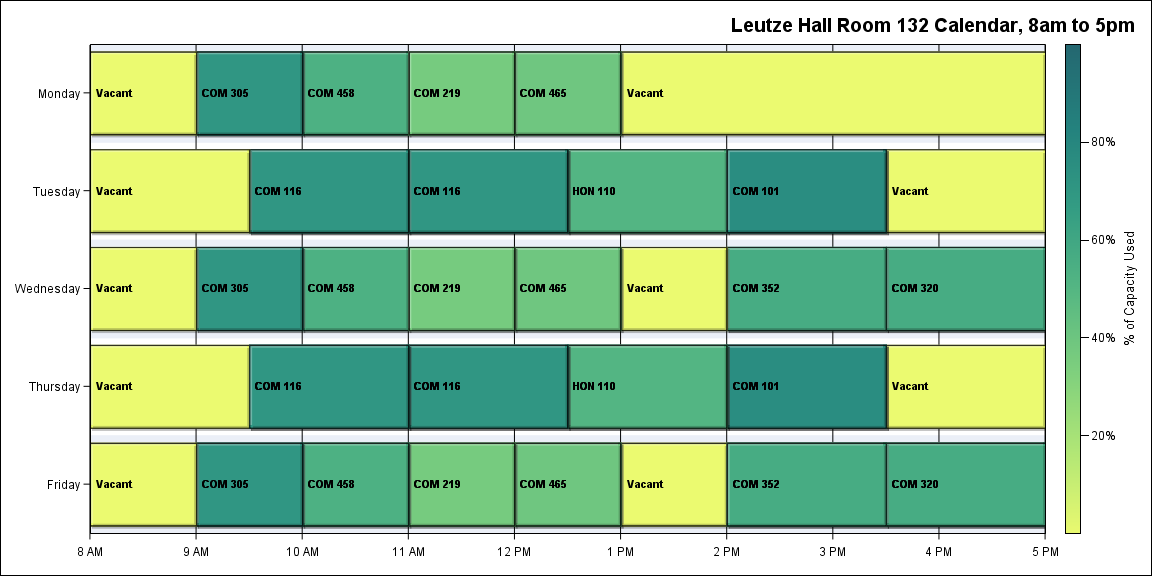 Leutze Hall Room 132 Calendar, 8am to 5pm
Monday
Vacant
COM 305
COM 458
COM 219
COM 465
Vacant
Tuesday
Vacant
COM 116
COM 116
HON 110
COM 101
Vacant
Wednesday
Vacant
COM 305
COM 458
COM 219
COM 465
Vacant
COM 352
COM 320
Thursday
Vacant
COM 116
COM 116
HON 110
COM 101
Vacant
Friday
Vacant
COM 305
COM 458
COM 219
COM 465
Vacant
COM 352
COM 320
8 AM
9 AM
10 AM
11 AM
12 PM
1 PM
2 PM
3 PM
4 PM
5 PM
80%
60%
40%
20%
% of Capacity Used